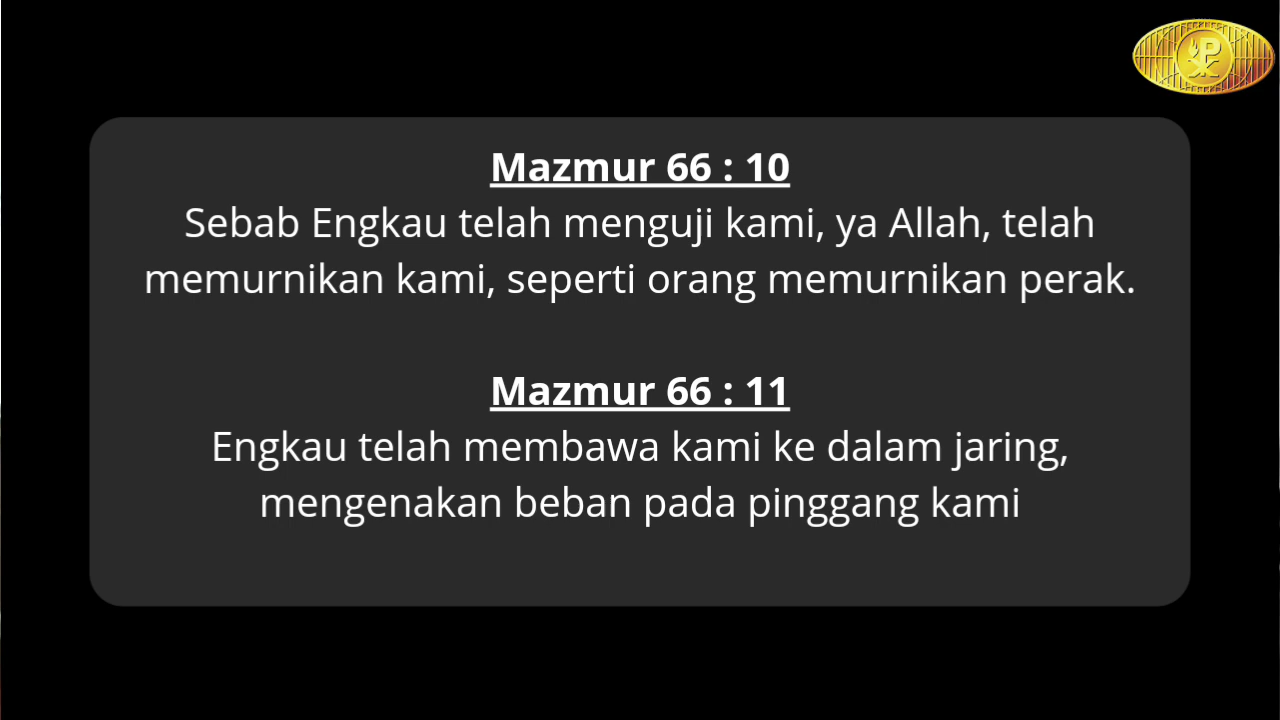 Mazmur 66 : 10
Sebab Engkau telah menguji kami, ya Allah, telah
memurnikan kami, seperti orang memurnikan perak.
Mazmur 66 : 11
Engkau telah membawa kami ke dalam jaring,
mengenakan beban pada pinggang kami